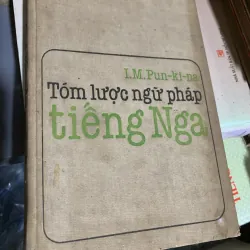 I.M. Pun-ki-na
Tóm lược ngữ pháp
tiếng Nga